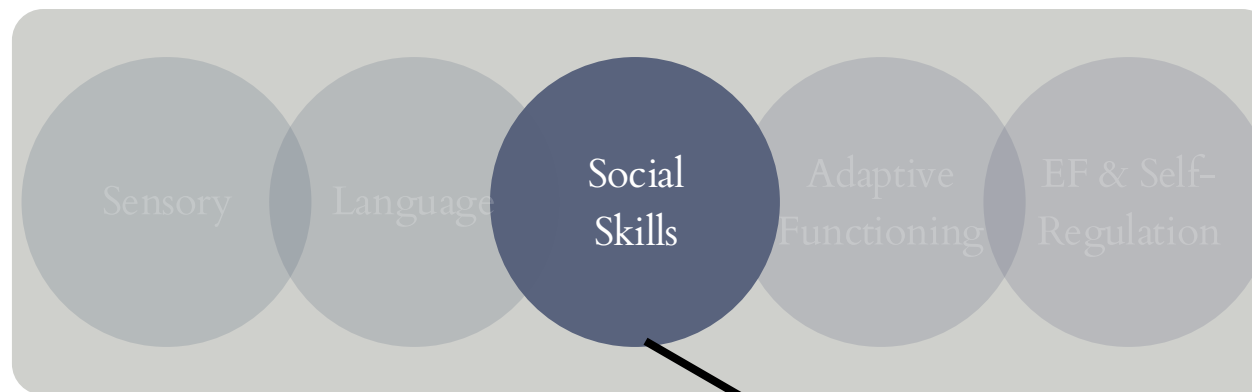 Sensory
Language
Social
Skills
Adaptive
Functioning
EF & Self-
Regulation